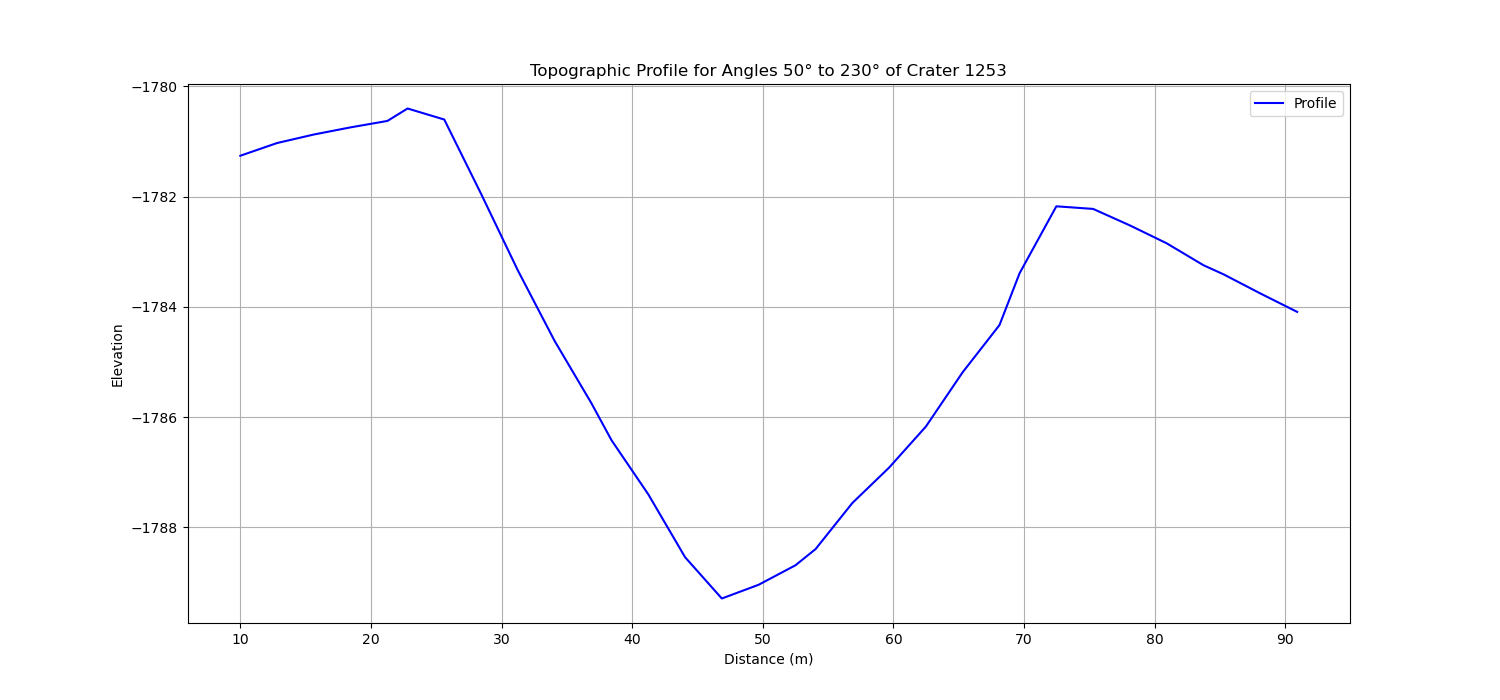 Topographic Profile for Angles 50° to 230° of Crater 1253
Profile
−1780
−1782
−1784
−1786
−1788
Elevation
10 20 30 40 50 60 70 80 90
Distance (m)